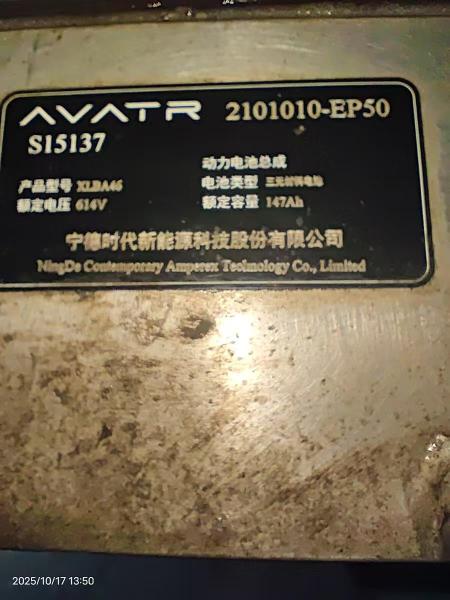 AVATR 2101010-EP50
S15137
动力电池总成
产品型号 XLBA46 电池类型 三元锂离电池
额定电压 614V 额定容量 147Ah
宁德时代新能源科技股份有限公司
NingDe Contemporary Amperex Technology Co., Limited
2025/10/17 13:50